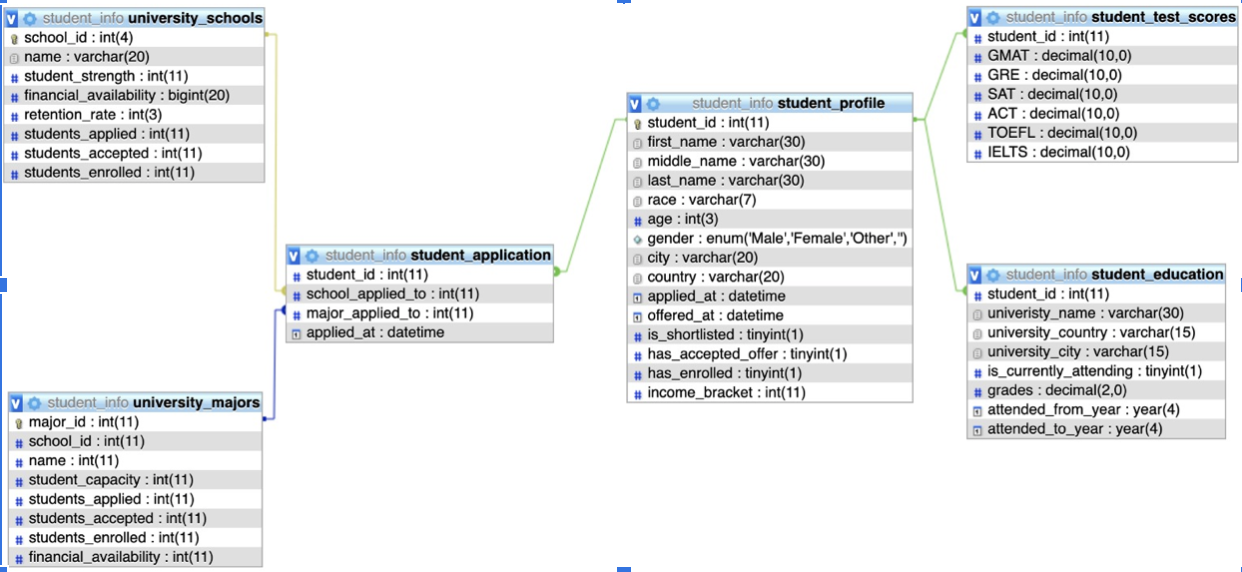 student_info university_schools
school_id : int(4)
name : varchar(20)
student_strength : int(11)
financial_availability : bigint(20)
retention_rate : int(3)
students_applied : int(11)
students_accepted : int(11)
students_enrolled : int(11)
student_info university_majors
major_id : int(11)
school_id : int(11)
name : int(11)
student_capacity : int(11)
students_applied : int(11)
students_accepted : int(11)
students_enrolled : int(11)
financial_availability : int(11)
student_info student_application
student_id : int(11)
school_applied_to : int(11)
major_applied_to : int(11)
applied_at : datetime
student_info student_profile
student_id : int(11)
first_name : varchar(30)
middle_name : varchar(30)
last_name : varchar(30)
race : varchar(7)
age : int(3)
gender : enum('Male','Female','Other','')
city : varchar(20)
country : varchar(20)
applied_at : datetime
offered_at : datetime
is_shortlisted : tinyint(1)
has_accepted_offer : tinyint(1)
has_enrolled : tinyint(1)
income_bracket : int(11)
student_info student_test_scores
student_id : int(11)
GMAT : decimal(10,0)
GRE : decimal(10,0)
SAT : decimal(10,0)
ACT : decimal(10,0)
TOEFL : decimal(10,0)
IELTS : decimal(10,0)
student_info student_education
student_id : int(11)
univeristy_name : varchar(30)
university_country : varchar(15)
university_city : varchar(15)
is_currently_attending : tinyint(1)
grades : decimal(2,0)
attended_from_year : year(4)
attended_to_year : year(4)